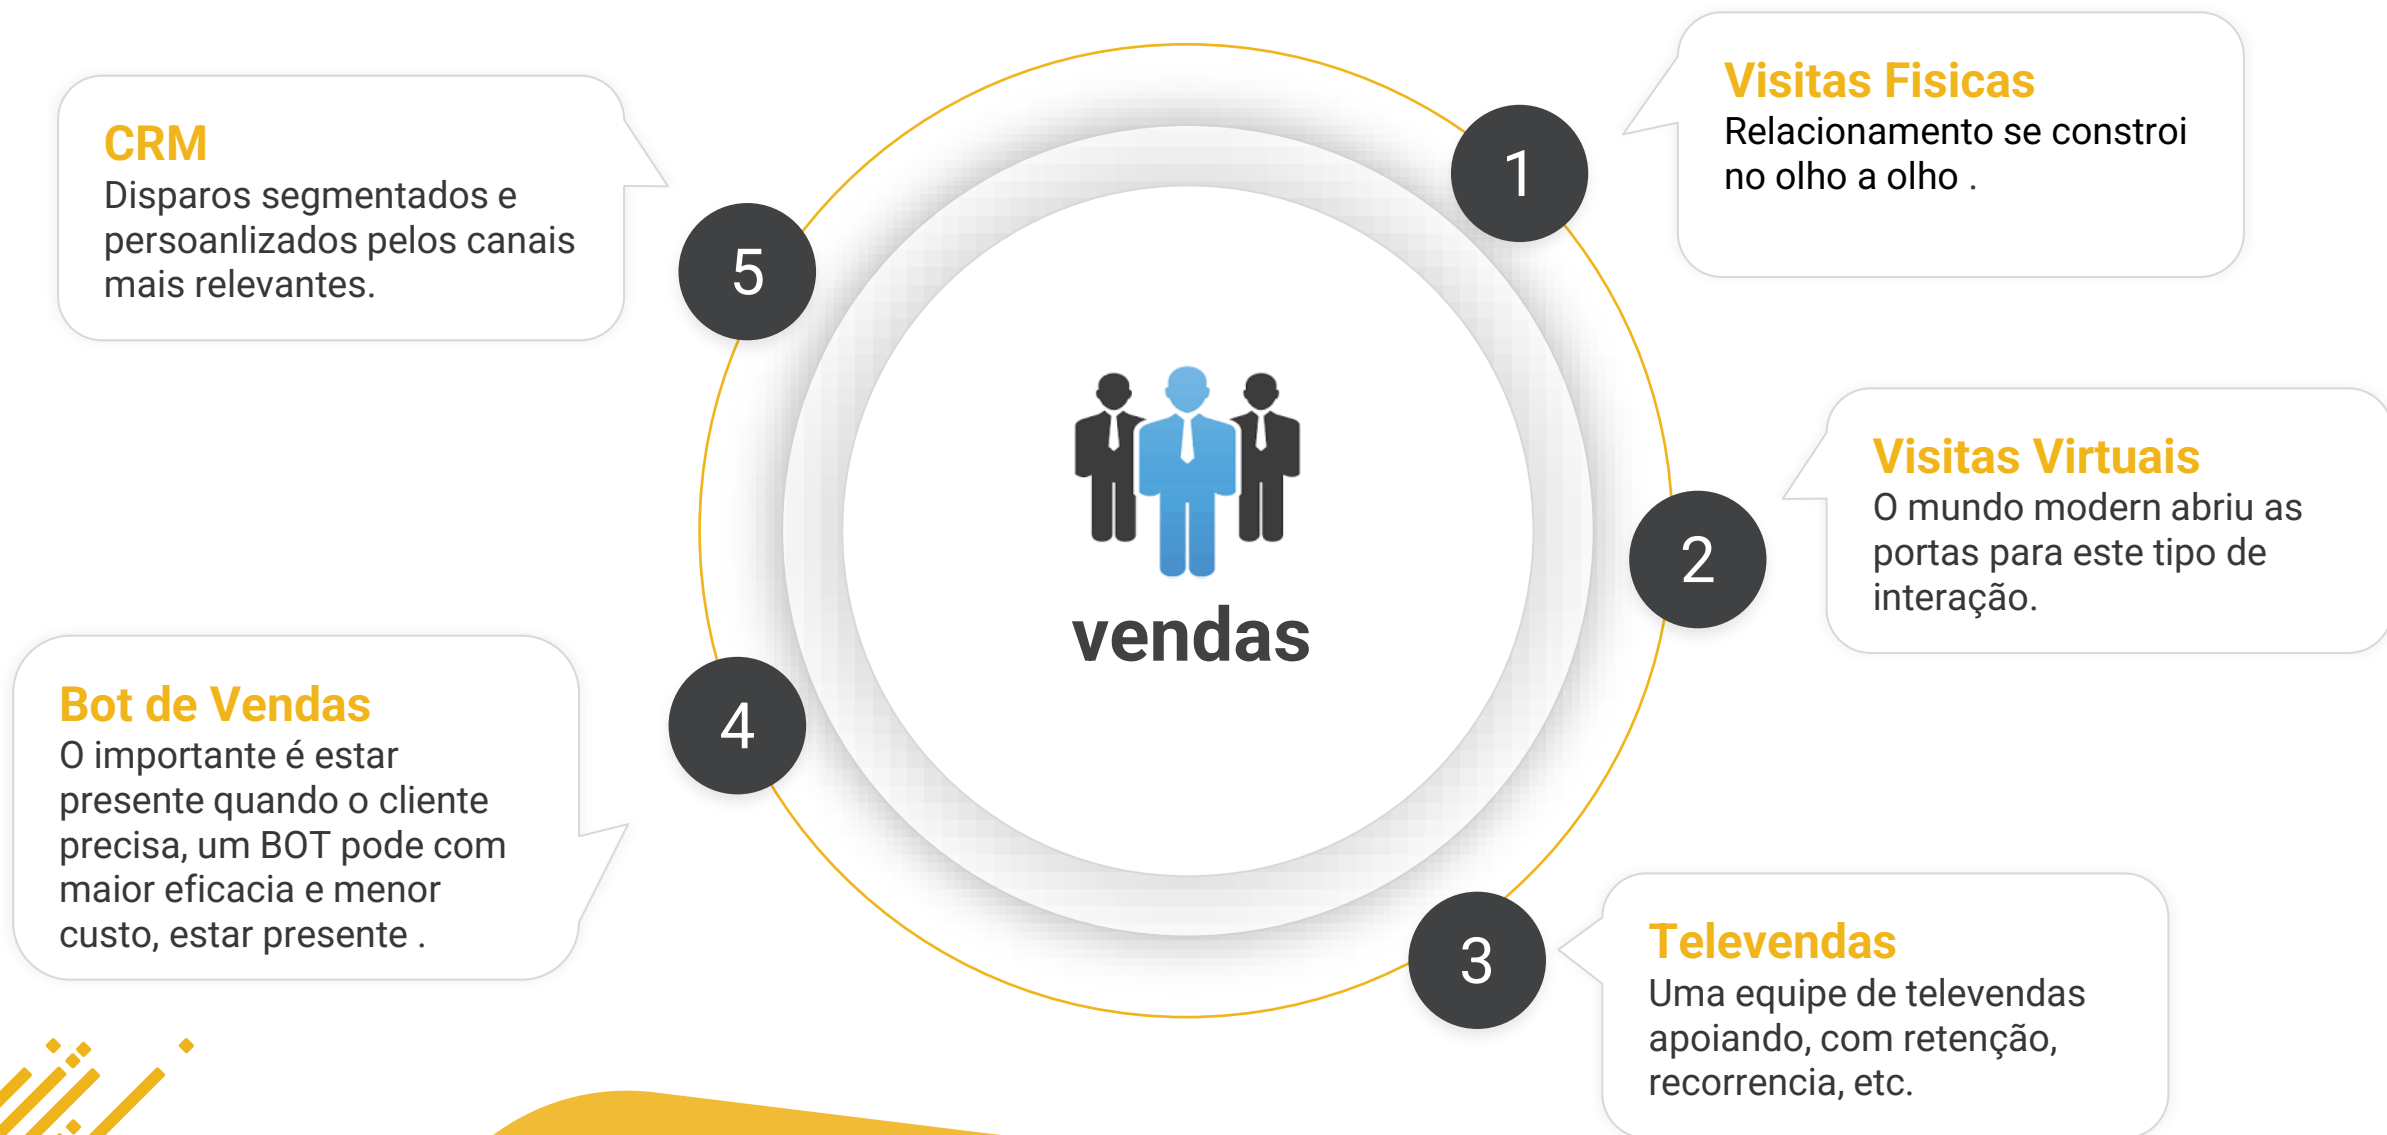 Visitas Fisicas
Relacionamento se constroi
no olho a olho .
1
CRM
Disparos segmentados e
persoanlizados pelos canais
mais relevantes.
5
Visitas Virtuais
O mundo modern abriu as
portas para este tipo de
interação.
2
vendas
Bot de Vendas
O importante é estar
presente quando o cliente
precisa, um BOT pode com
maior eficacia e menor
custo, estar presente .
4
3
Televendas
Uma equipe de televendas
apoiando, com retenção,
recorrencia, etc.